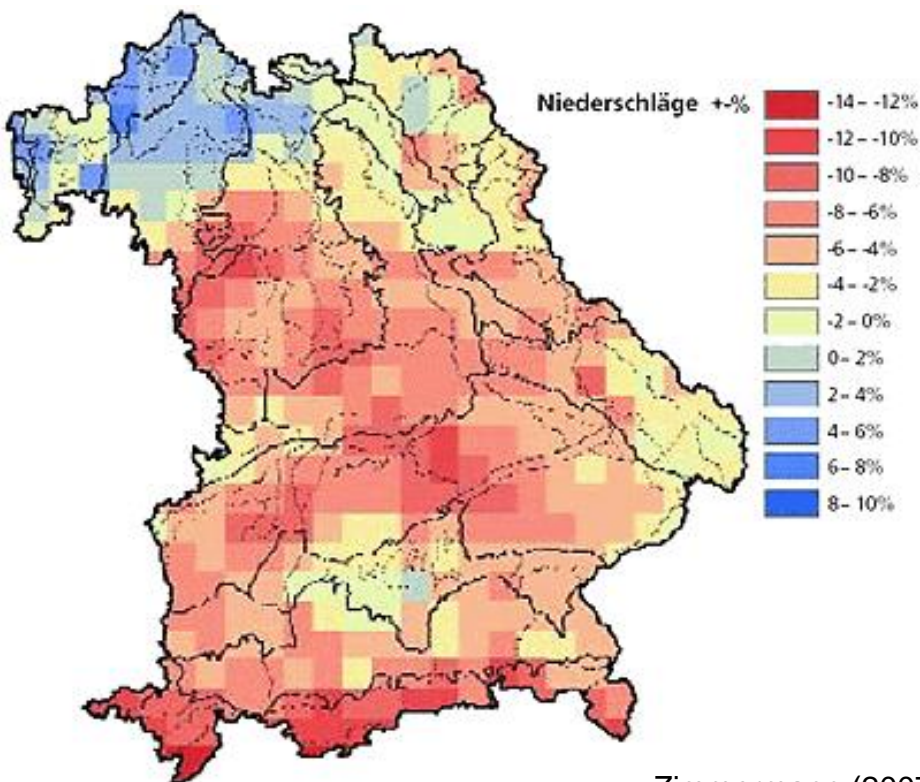 Niederschläge +-%
-14 – -12%
-12 – -10%
-10 – -8%
-8 – -6%
-6 – -4%
-4 – -2%
-2 – 0%
0 – 2%
2 – 4%
4 – 6%
6 – 8%
8 – 10%